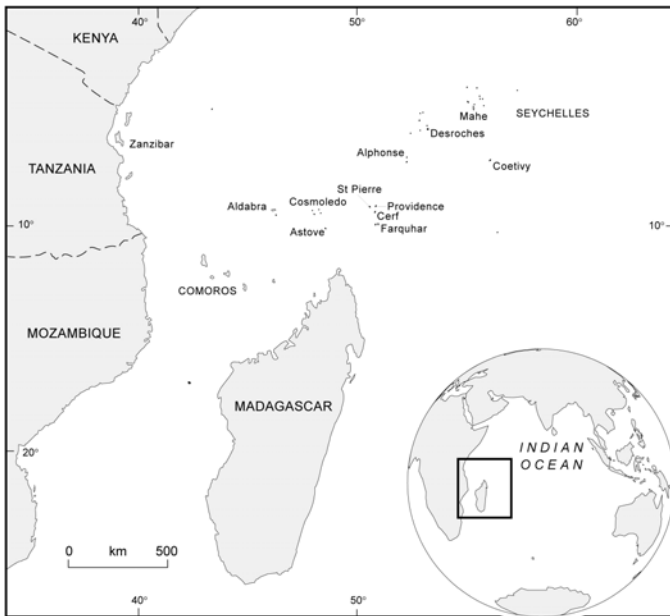 40°
50°
60°
KENYA
Mahe
SEYCHELLES
Desroches
Zanzibar
Alphonse
TANZANIA
Coetivy
St Pierre
Aldabra
Cosmoledo
Providence
Cerf
10°
10°
Astove
Farquhar
COMOROS
MOZAMBIQUE
MADAGASCAR
INDIAN
OCEAN
20°
0 km 500
40°
50°